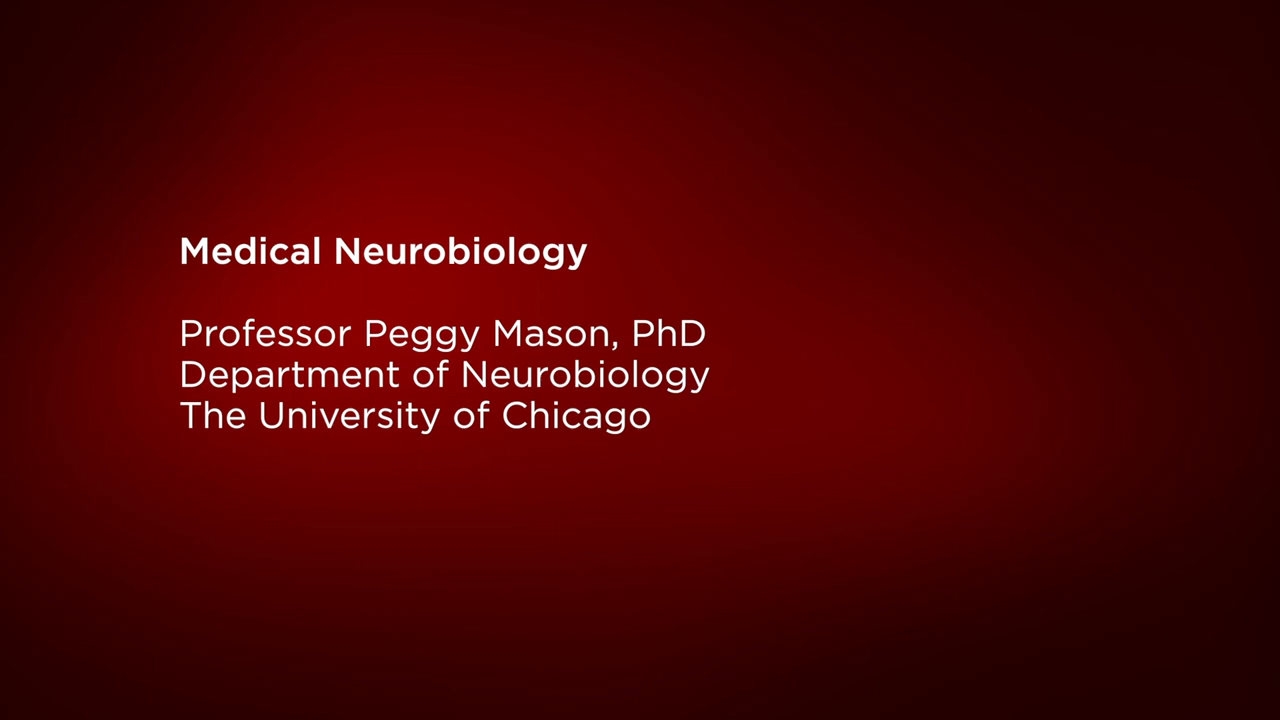 Medical Neurobiology
Professor Peggy Mason, PhD
Department of Neurobiology
The University of Chicago